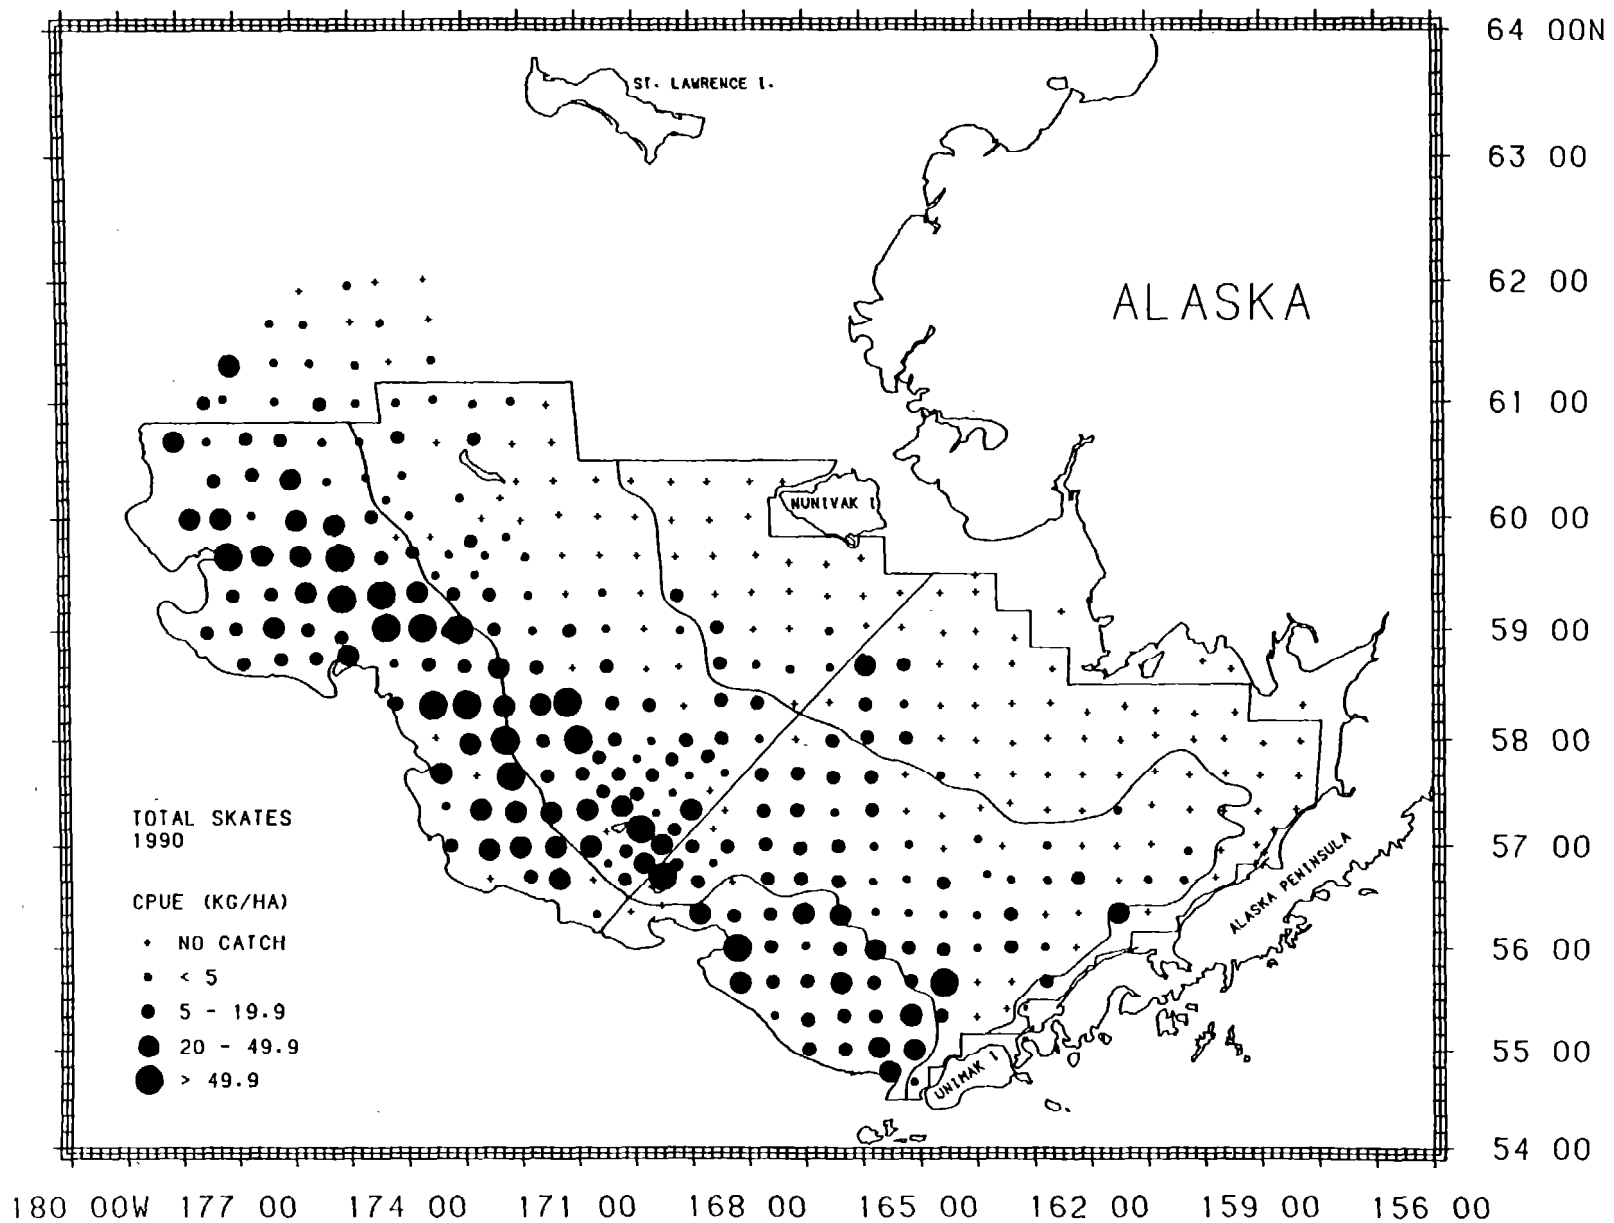 64 00N
ST. LAWRENCE I.
63 00
62 00
ALASKA
61 00
NUNIVAK I
60 00
59 00
58 00
TOTAL SKATES
1990
57 00
ALASKA PENINSULA
CPUE (KG/HA)
+ NO CATCH
< 5
56 00
5 - 19.9
20 - 49.9
55 00
> 49.9
UNIMAK I
54 00
180 00W 177 00 174 00 171 00 168 00 165 00 162 00 159 00 156 00